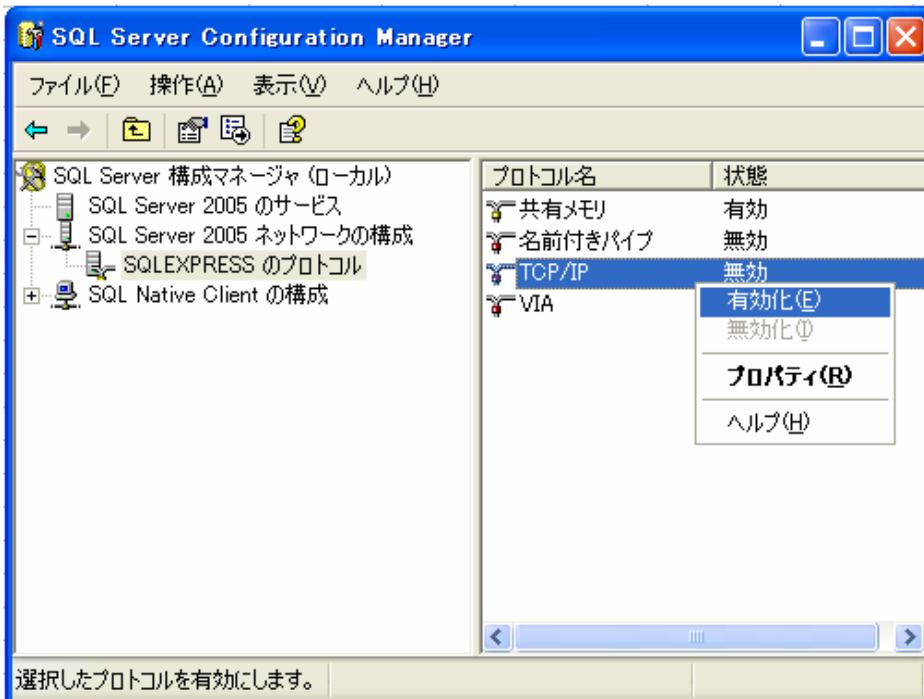 SQL Server Configuration Manager
ファイル(F) 操作(A) 表示(V) ヘルプ(H)
SQL Server 構成マネージャ (ローカル)
SQL Server 2005 のサービス
SQL Server 2005 ネットワークの構成
SQLEXPRESS のプロトコル
SQL Native Client の構成
プロトコル名 状態
共有メモリ 有効
名前付きパイプ 無効
TCP/IP 無効
VIA
有効化(E)
無効化(I)
プロパティ(R)
ヘルプ(H)
選択したプロトコルを有効にします。